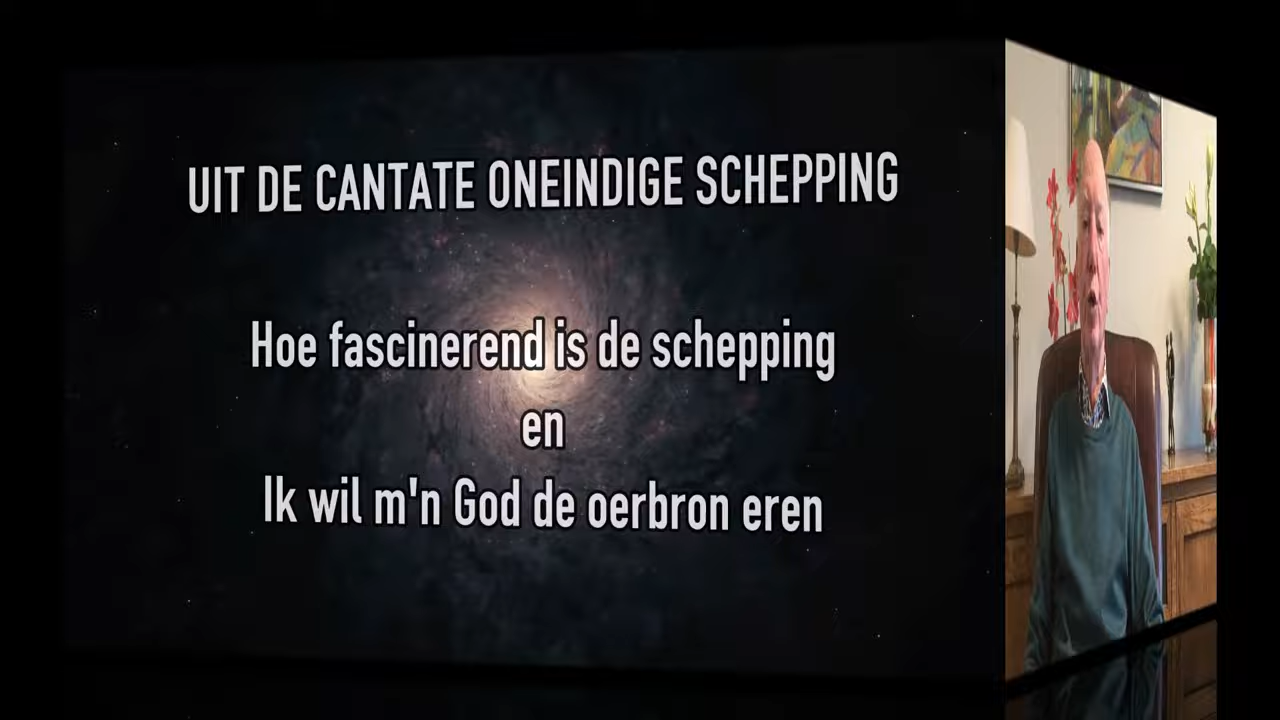 UIT DE CANTATE ONEINDIGE SCHEPPING
Hoe fascinerend is de schepping
en
Ik wil m'n God de oerbron eren